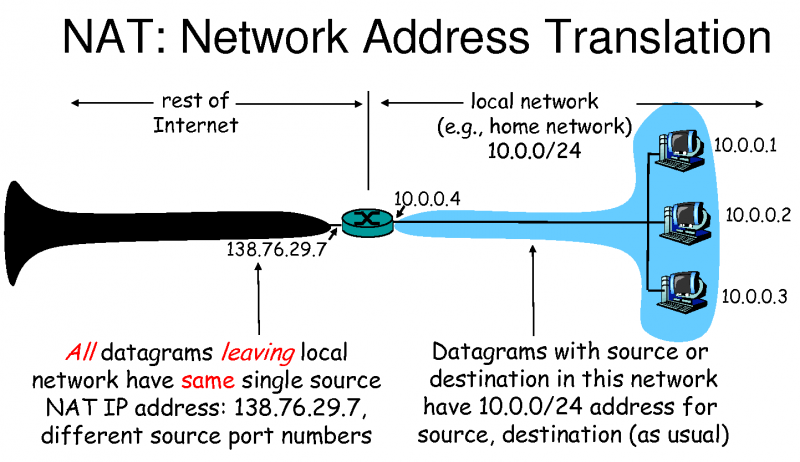 NAT: Network Address Translation
rest of
Internet
local network
(e.g., home network)
10.0.0/24
10.0.0.1
10.0.0.4
10.0.0.2
138.76.29.7
10.0.0.3
All datagrams leaving local
network have same single source
NAT IP address: 138.76.29.7,
different source port numbers
Datagrams with source or
destination in this network
have 10.0.0/24 address for
source, destination (as usual)